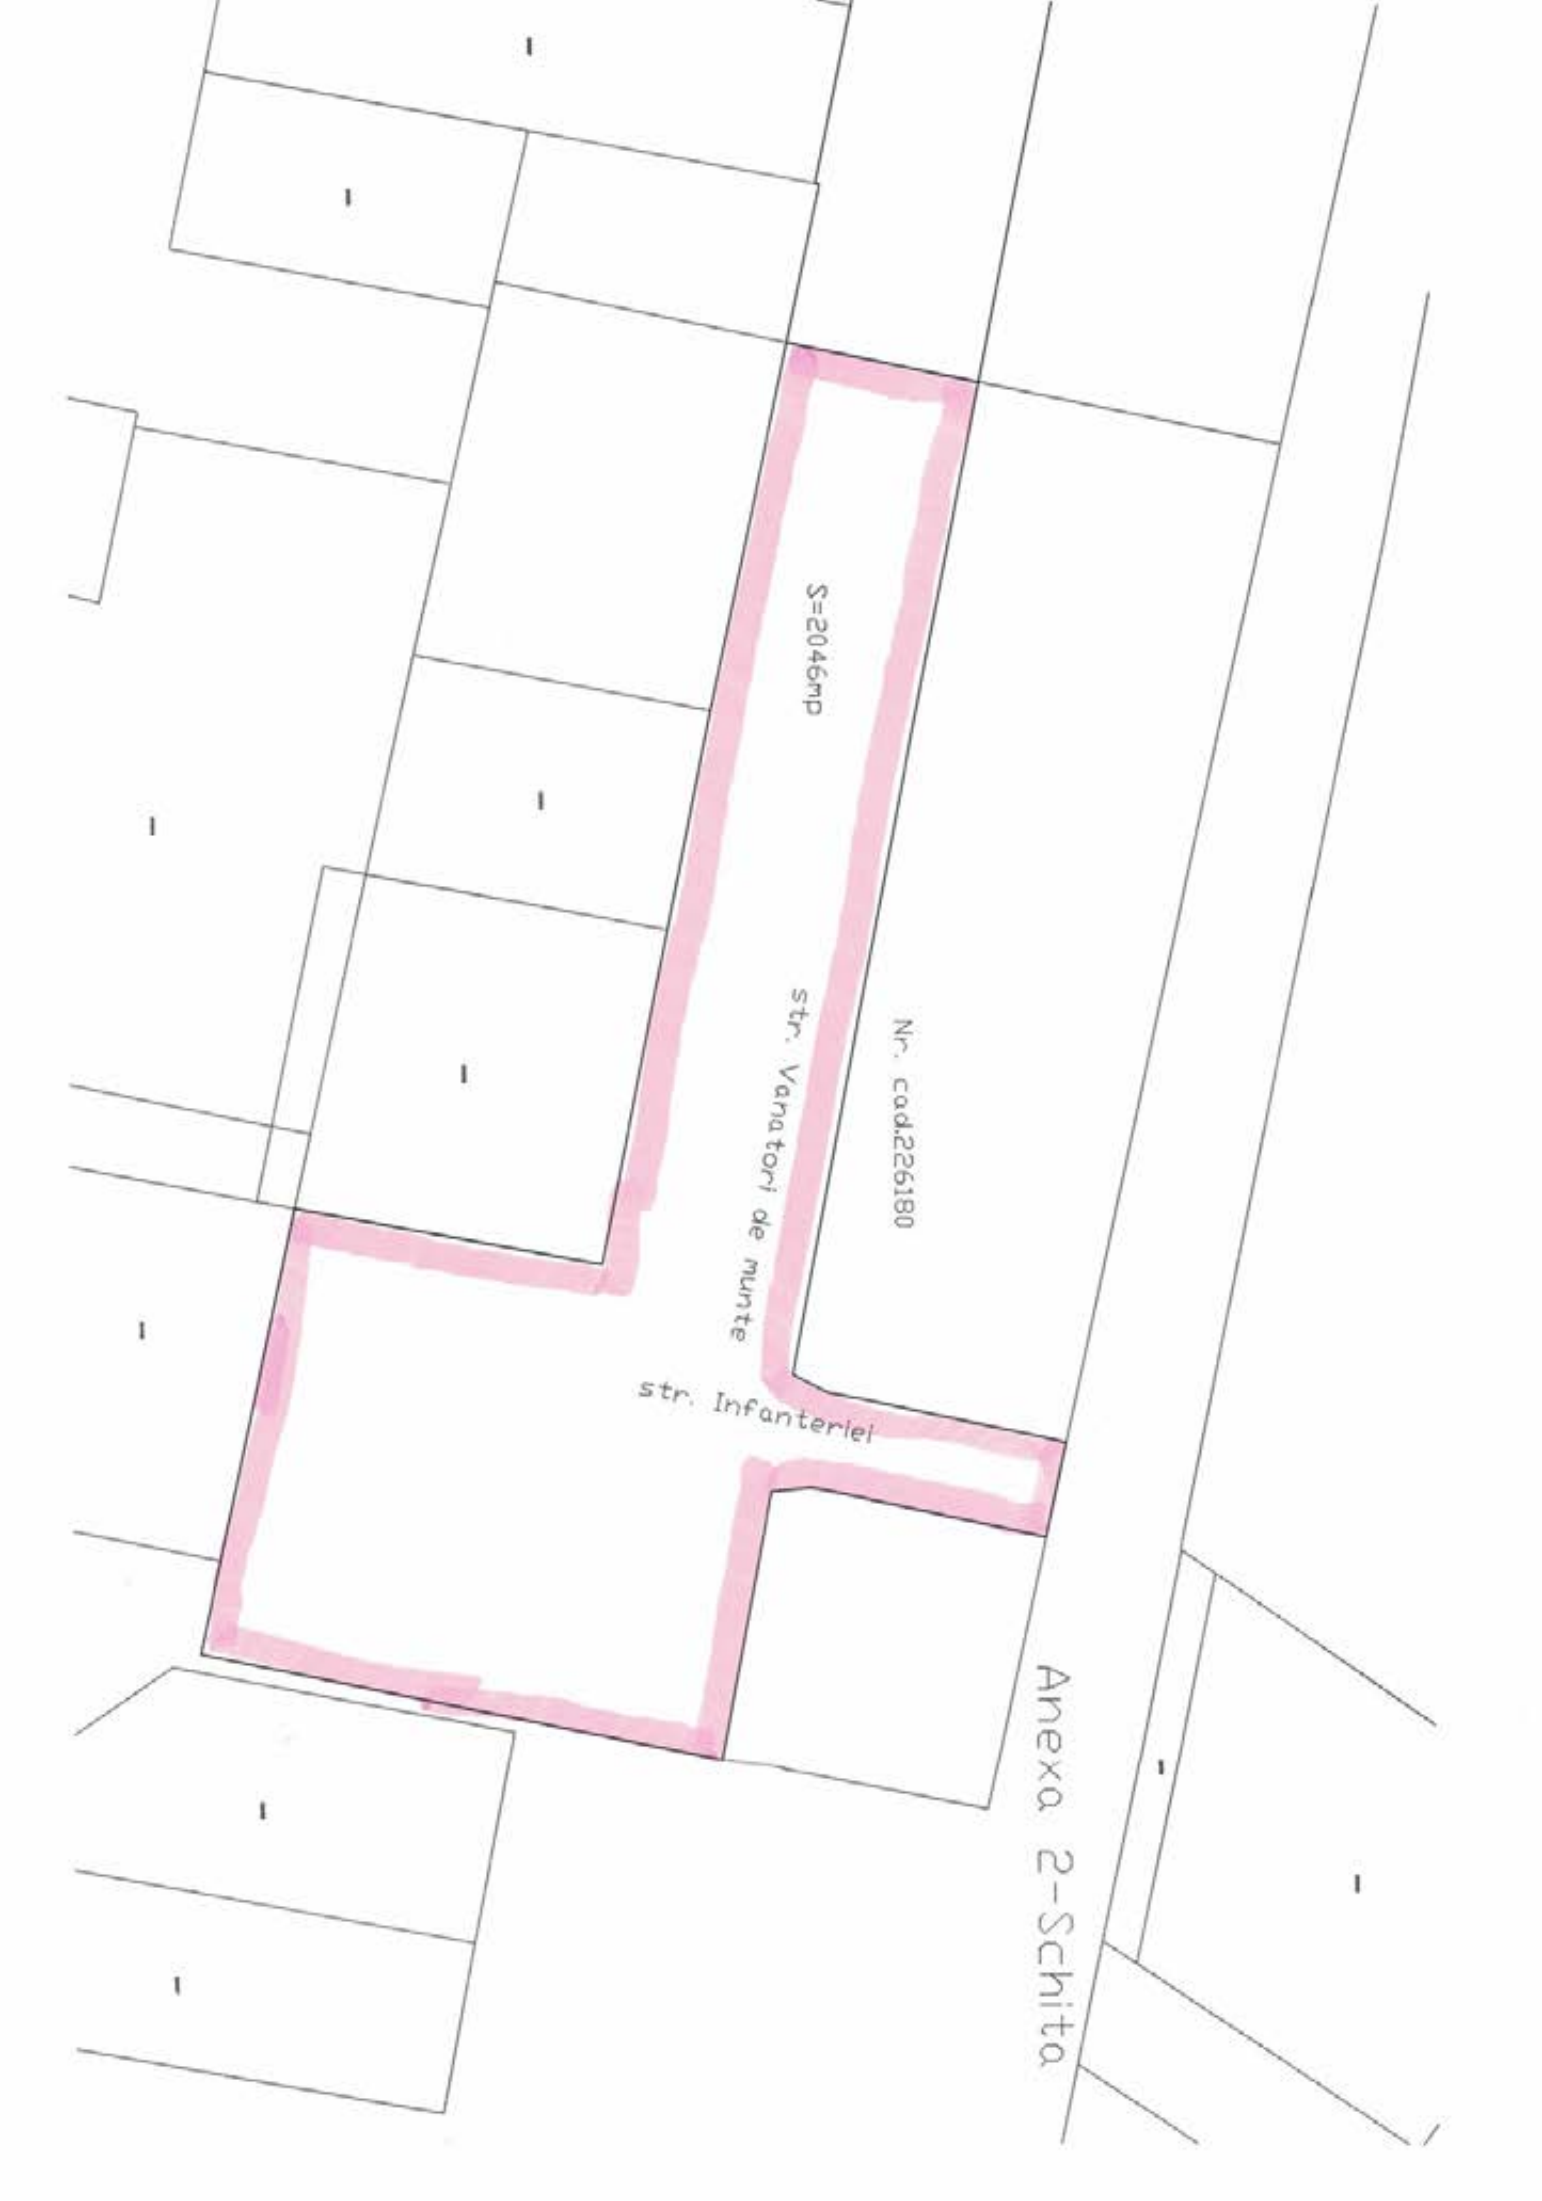 S=2046mp
Nr. cad.226180
str. Vanatori de munte
str. Infanteriei
Anexa 2-Schita